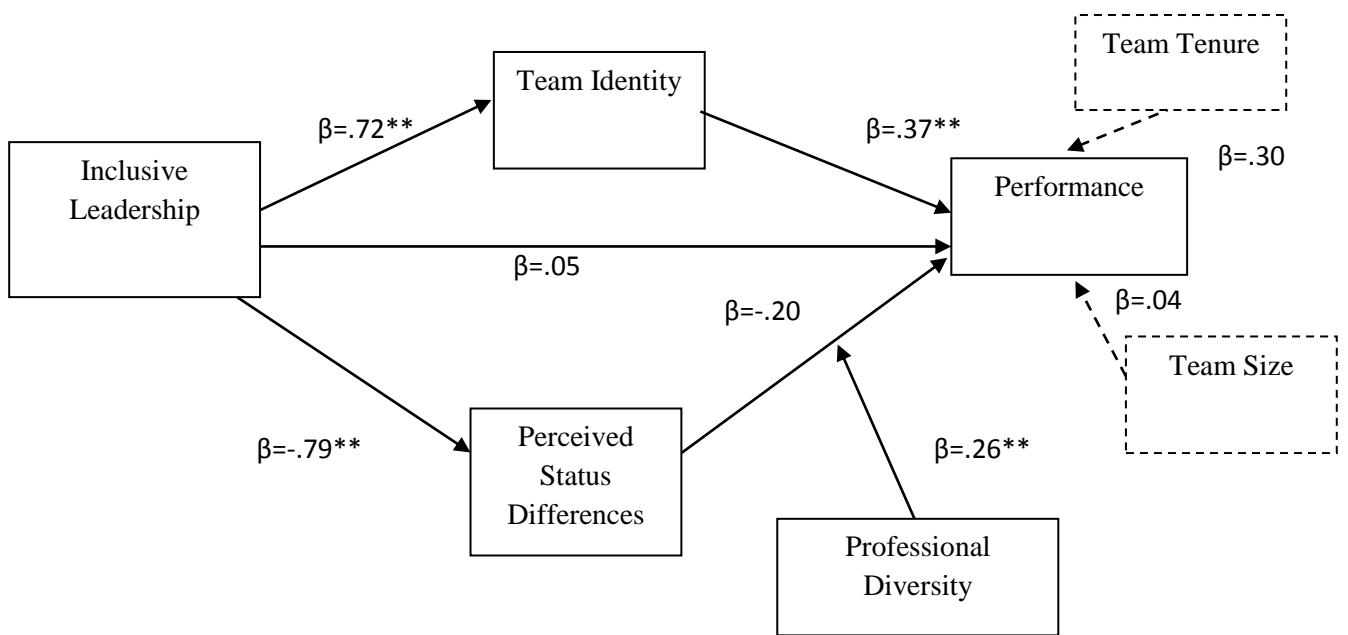 Team Tenure
Team Identity
β=.72**
β=.37**
β=.30
Inclusive
Leadership
Performance
β=.05
β=-.20
β=.04
Team Size
β=-.79**
Perceived
Status
Differences
β=.26**
Professional
Diversity